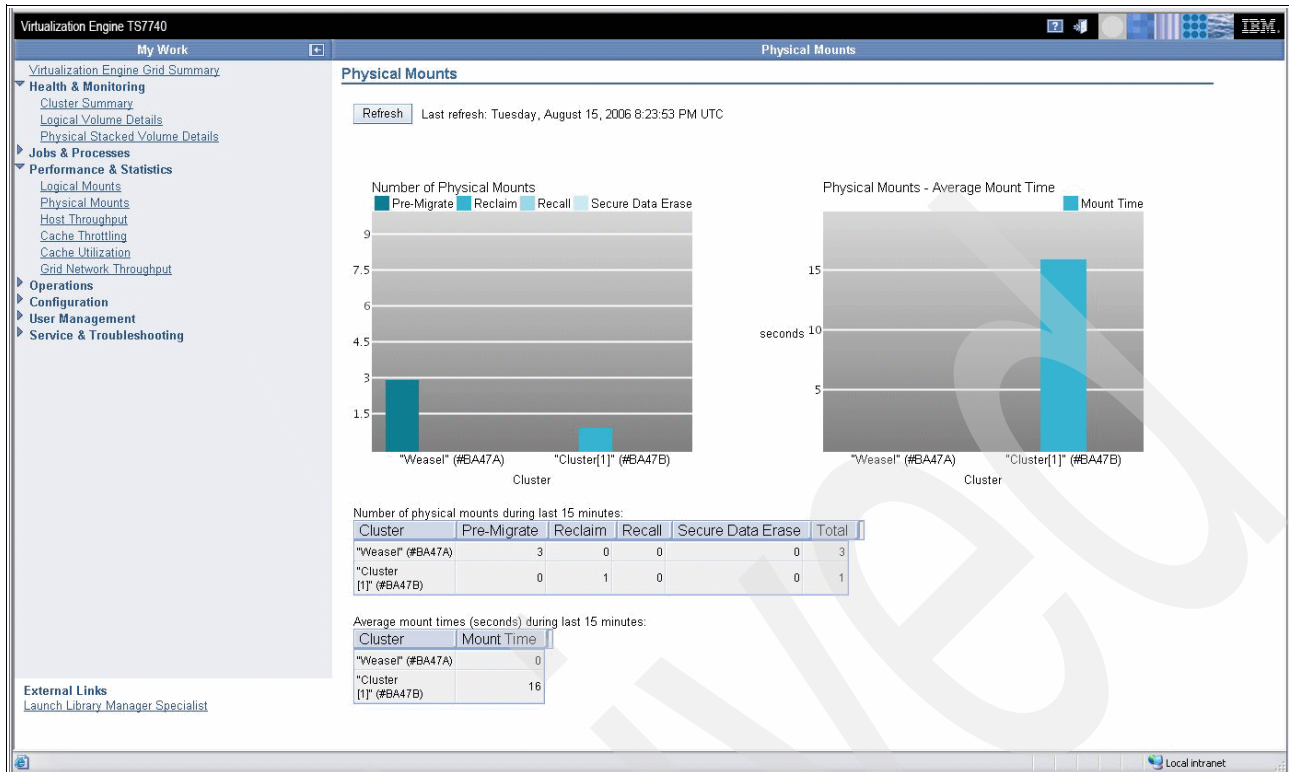 Virtualization Engine TS7740
?
IBM.
My Work
Physical Mounts
Virtualization Engine Grid Summary
Health & Monitoring
Cluster Summary
Logical Volume Details
Physical Stacked Volume Details
Jobs & Processes
Performance & Statistics
Logical Mounts
Physical Mounts
Host Throughput
Cache Throttling
Cache Utilization
Grid Network Throughput
Operations
Configuration
User Management
Service & Troubleshooting
External Links
Launch Library Manager Specialist
Physical Mounts
Refresh Last refresh: Tuesday, August 15, 2006 8:23:53 PM UTC
Number of Physical Mounts
Pre-Migrate Reclaim Recall Secure Data Erase
9
7.5
6
4.5
3
1.5
"Weasel" (#BA47A) "Cluster[1]" (#BA47B)
Cluster
Physical Mounts - Average Mount Time
Mount Time
15
seconds 10
5
"Weasel" (#BA47A) "Cluster[1]" (#BA47B)
Cluster
Number of physical mounts during last 15 minutes:
Cluster Pre-Migrate Reclaim Recall Secure Data Erase Total
"Weasel" (#BA47A) 3 0 0 0 3
"Cluster
[1]" (#BA47B) 0 1 0 0 1
Average mount times (seconds) during last 15 minutes:
Cluster Mount Time
"Weasel" (#BA47A) 0
"Cluster
[1]" (#BA47B) 16
Local intranet